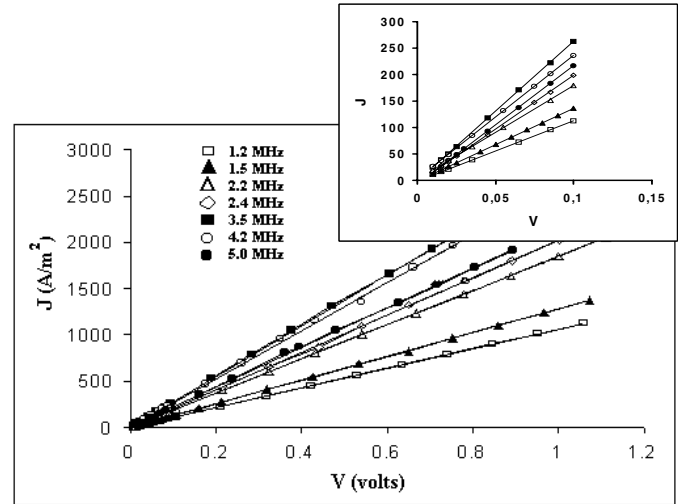 J
300
250
200
150
100
50
0
0 0,05 0,1 0,15
V
J (A/m²)
3000
2500
2000
1500
1000
500
0
1.2 MHz
1.5 MHz
2.2 MHz
2.4 MHz
3.5 MHz
4.2 MHz
5.0 MHz
0 0.2 0.4 0.6 0.8 1 1.2
V (volts)